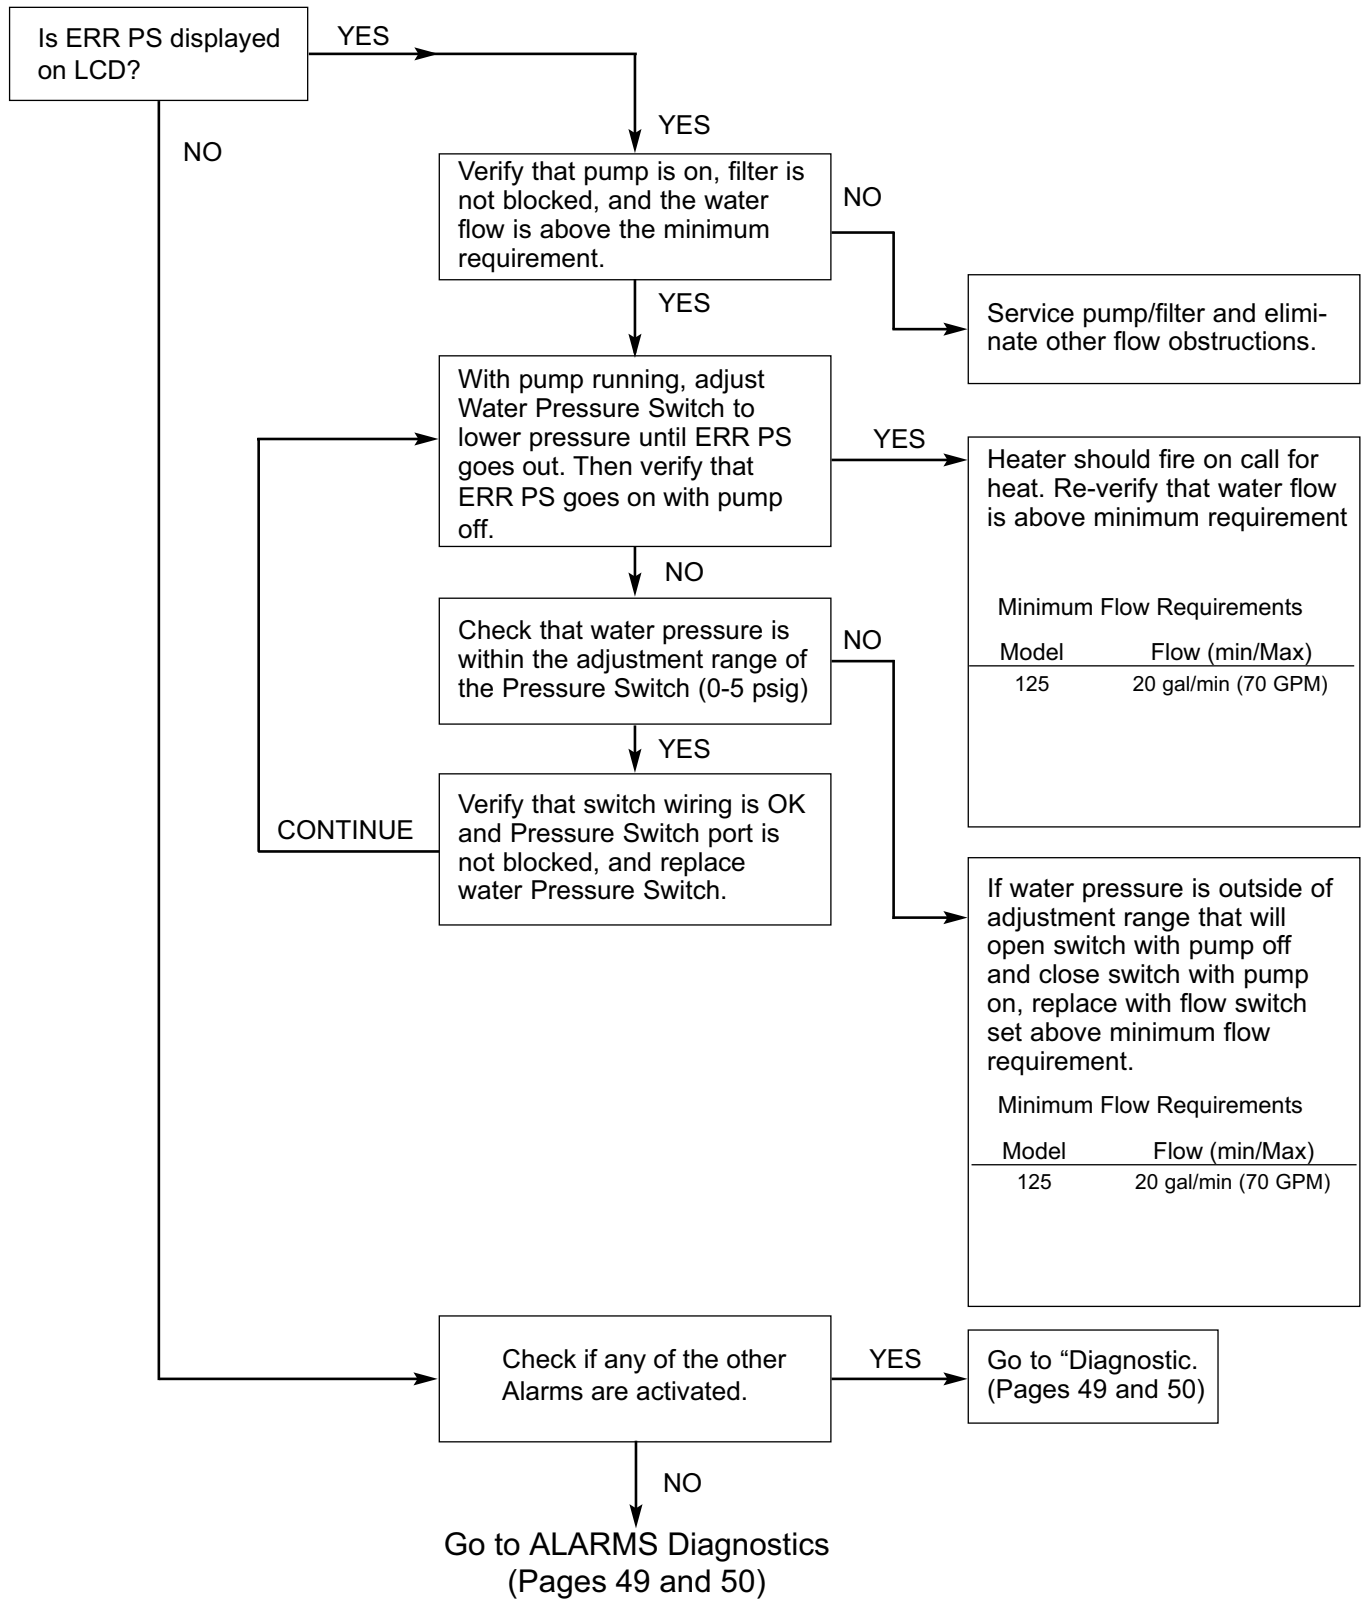 Is ERR PS displayed
on LCD?
YES
NO
YES
Verify that pump is on, filter is
not blocked, and the water
flow is above the minimum
requirement.
NO
YES
Service pump/filter and elimi-
nate other flow obstructions.
With pump running, adjust
Water Pressure Switch to
lower pressure until ERR PS
goes out. Then verify that
ERR PS goes on with pump
off.
YES
Heater should fire on call for
heat. Re-verify that water flow
is above minimum requirement
Minimum Flow Requirements
Model Flow (min/Max)
125 20 gal/min (70 GPM)
NO
Check that water pressure is
within the adjustment range of
the Pressure Switch (0-5 psig)
NO
YES
Verify that switch wiring is OK
and Pressure Switch port is
not blocked, and replace
water Pressure Switch.
CONTINUE
If water pressure is outside of
adjustment range that will
open switch with pump off
and close switch with pump
on, replace with flow switch
set above minimum flow
requirement.
Minimum Flow Requirements
Model Flow (min/Max)
125 20 gal/min (70 GPM)
Check if any of the other
Alarms are activated.
YES
Go to “Diagnostic.
(Pages 49 and 50)
NO
Go to ALARMS Diagnostics
(Pages 49 and 50)